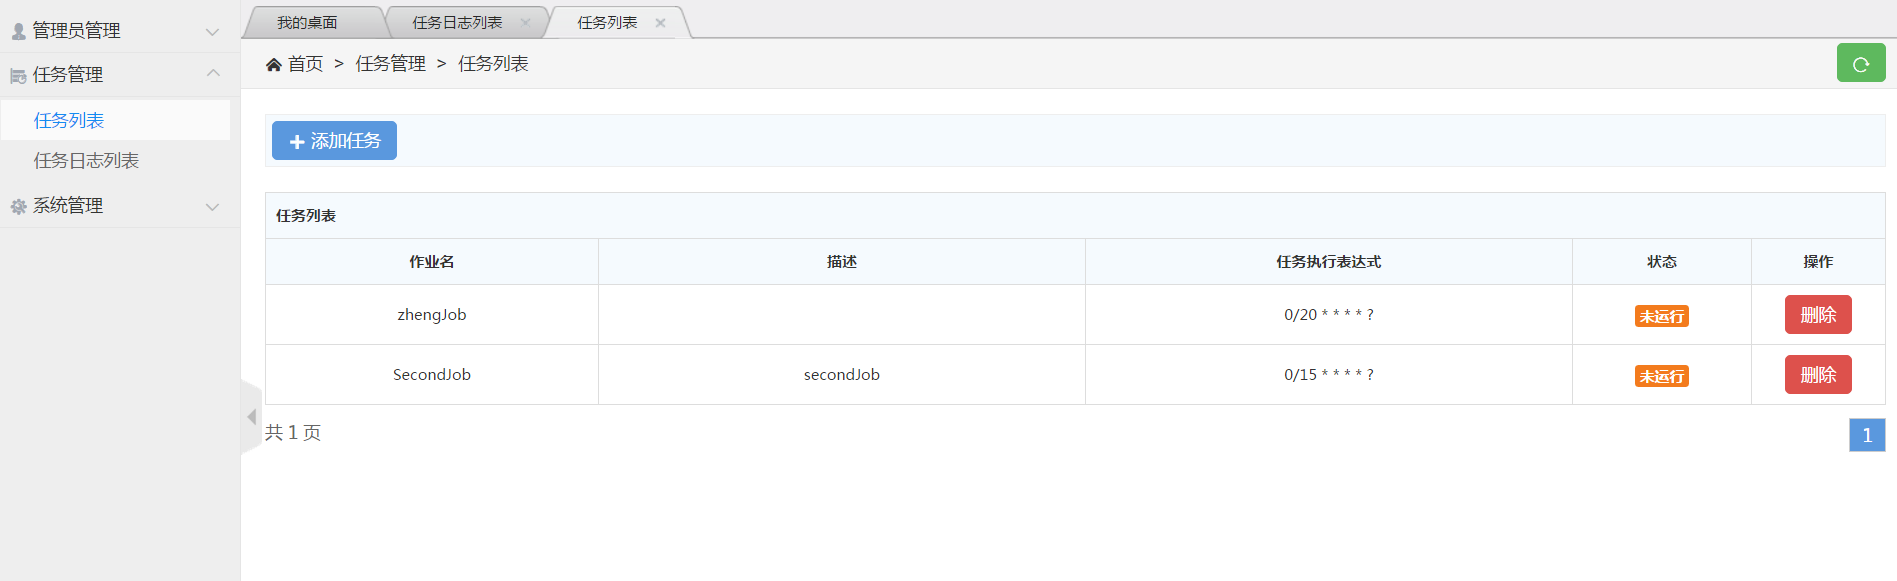 管理员管理
任务管理
任务列表
任务日志列表
系统管理
我的桌面 任务日志列表 任务列表
首页 > 任务管理 > 任务列表
添加任务
任务列表
作业名 描述 任务执行表达式 状态 操作
zhengJob 0/20 * * * * ? 未运行 删除
SecondJob secondJob 0/15 * * * * ? 未运行 删除
共 1 页 1